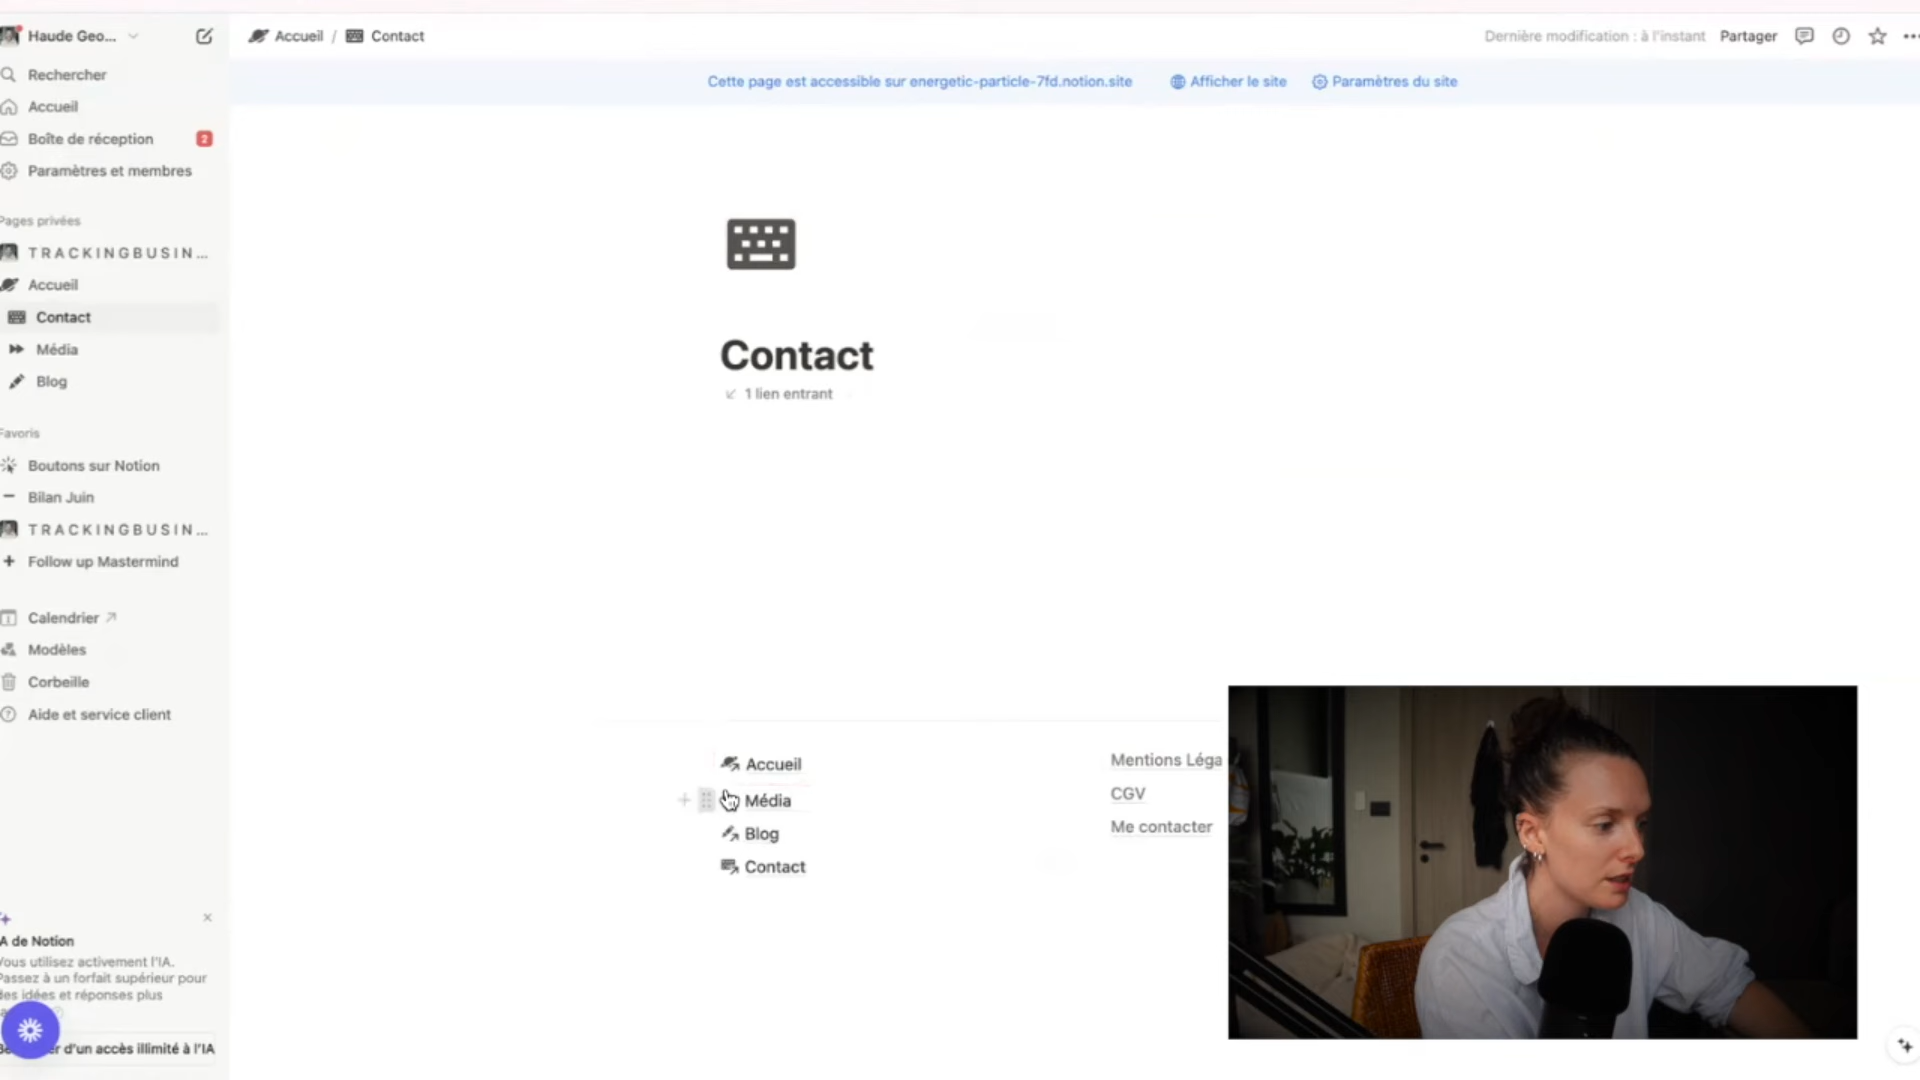 Haude Geo...
Rechercher
Accueil
Boîte de réception
2
Paramètres et membres
Pages privées
T R A C K I N G B U S I N ...
Accueil
Contact
Média
Blog
Favoris
Boutons sur Notion
Bilan Juin
T R A C K I N G B U S I N ...
Follow up Mastermind
Calendrier
Modèles
Corbeille
Aide et service client
A de Notion
Vous utilisez activement l'IA.
Passez à un forfait supérieur pour
des idées et réponses plus
r d'un accès illimité à l'IA
Accueil / Contact
Dernière modification : à l'instant
Partager
Cette page est accessible sur energetic-particle-7fd.notion.site
Afficher le site
Paramètres du site
Contact
1 lien entrant
Accueil
Média
Blog
Contact
Mentions Léga
CGV
Me contacter